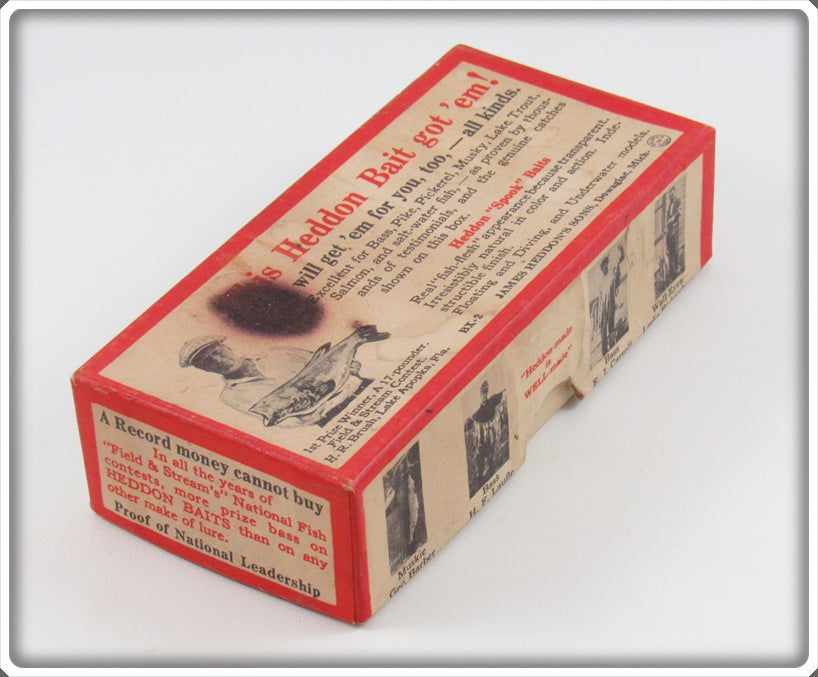 is Heddon Bait got 'em!
will get 'em for you, too, — all kinds.
Excellent for Bass, Pike, Pickerel, Musky, Lake Trout,
Salmon, and salt-water fish, — as proven by thous-
ands of testimonials, and the genuine catches
shown on this box.
Heddon "Spook" Baits
Real "fish-flesh" appearance because transparent.
Irresistibly natural in color and action. Inde-
structible finish.
Floating and Diving, and Underwater models.
BX-2 JAMES HEDDON'S SONS, Dowagiac, Mich.
1st Prize Winner, A 17-pounder.
Field & Stream Contest.
H. R. Brush, Lake Apopka, Fla.
A Record money cannot buy
In all the years of
"Field & Stream's" National Fish
contests, more prize bass on
HEDDON BAITS than on any
other make of lure.
Proof of National Leadership
Muskie
Geo. Barber
Bass
H. E.
"Heddon-made
is
WELL-made"
Bass
Wall Eyes